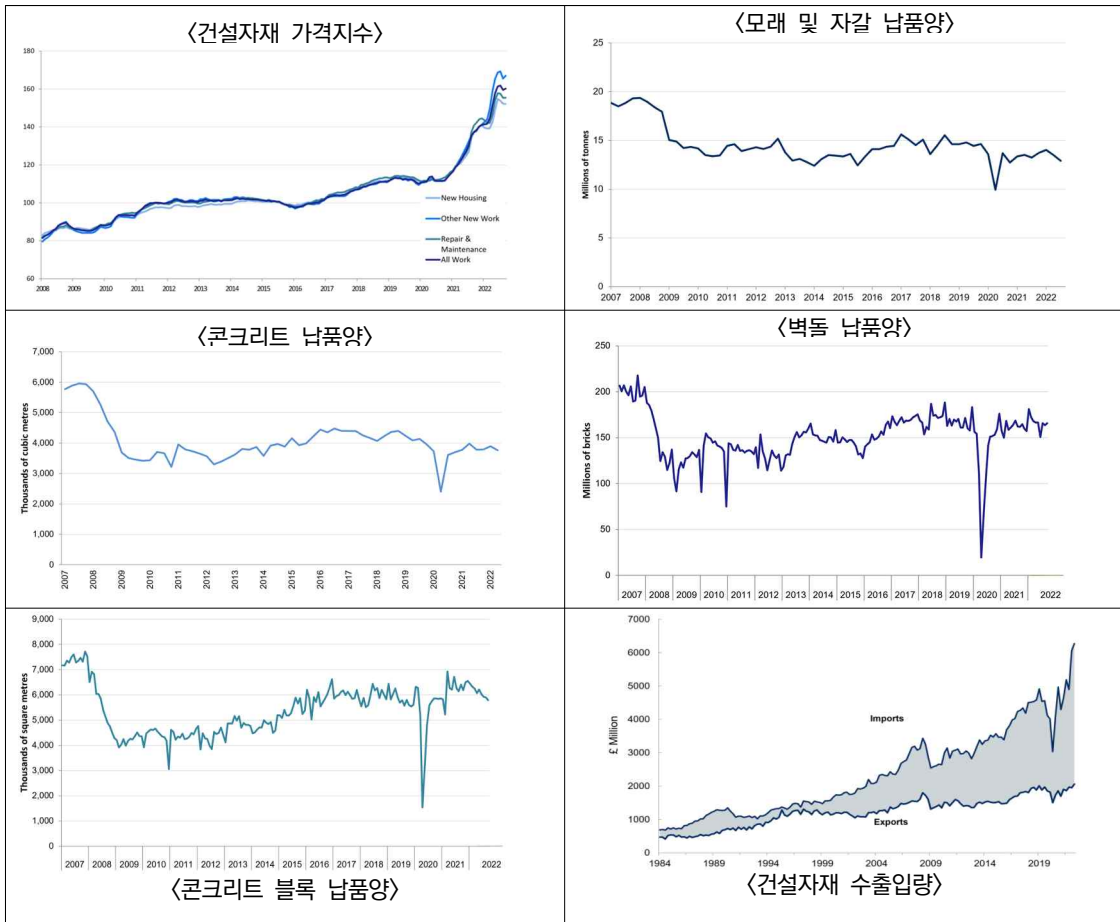 〈건설자재 가격지수〉
180
160
140
120
100
80
60
2008 2009 2010 2011 2012 2013 2014 2015 2016 2017 2018 2019 2020 2021 2022
New Housing
Other New Work
Repair &
Maintenance
All Work
〈모래 및 자갈 납품양〉
Millions of tonnes
25
20
15
10
5
0
2007 2008 2009 2010 2011 2012 2013 2014 2015 2016 2017 2018 2019 2020 2021 2022
〈콘크리트 납품양〉
Thousands of cubic metres
7,000
6,000
5,000
4,000
3,000
2,000
1,000
0
2007 2008 2009 2010 2011 2012 2013 2014 2015 2016 2017 2018 2019 2020 2021 2022
〈벽돌 납품양〉
Millions of bricks
250
200
150
100
50
0
2007 2008 2009 2010 2011 2012 2013 2014 2015 2016 2017 2018 2019 2020 2021 2022
Thousands of square metres
9,000
8,000
7,000
6,000
5,000
4,000
3,000
2,000
1,000
0
2007 2008 2009 2010 2011 2012 2013 2014 2015 2016 2017 2018 2019 2020 2021 2022
〈콘크리트 블록 납품양〉
£ Million
7000
6000
5000
4000
3000
2000
1000
0
Imports
Exports
1984 1989 1994 1999 2004 2009 2014 2019
〈건설자재 수출입량〉